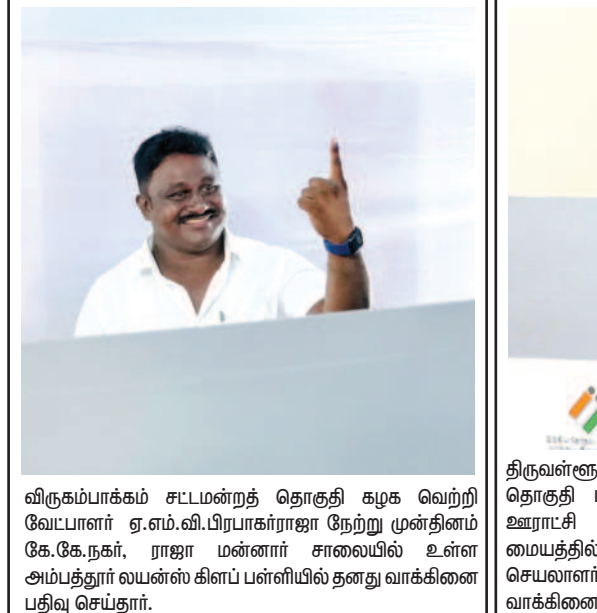 விருகம்பாக்கம் சட்டமன்றத் தொகுதி கழக வெற்றி
வேட்பாளர் ஏ.எம்.வி.பிரபாகர்ராஜா நேற்று முன்தினம்
கே.கே.நகர், ராஜா மன்னார் சாலையில் உள்ள
அம்பத்தூர் லயன்ஸ் கிளப் பள்ளியில் தனது வாக்கினை
பதிவு செய்தார்.
தொகுதி
ஊராட்சி
மையத்தில்
செயலாளர்
வாக்கினை